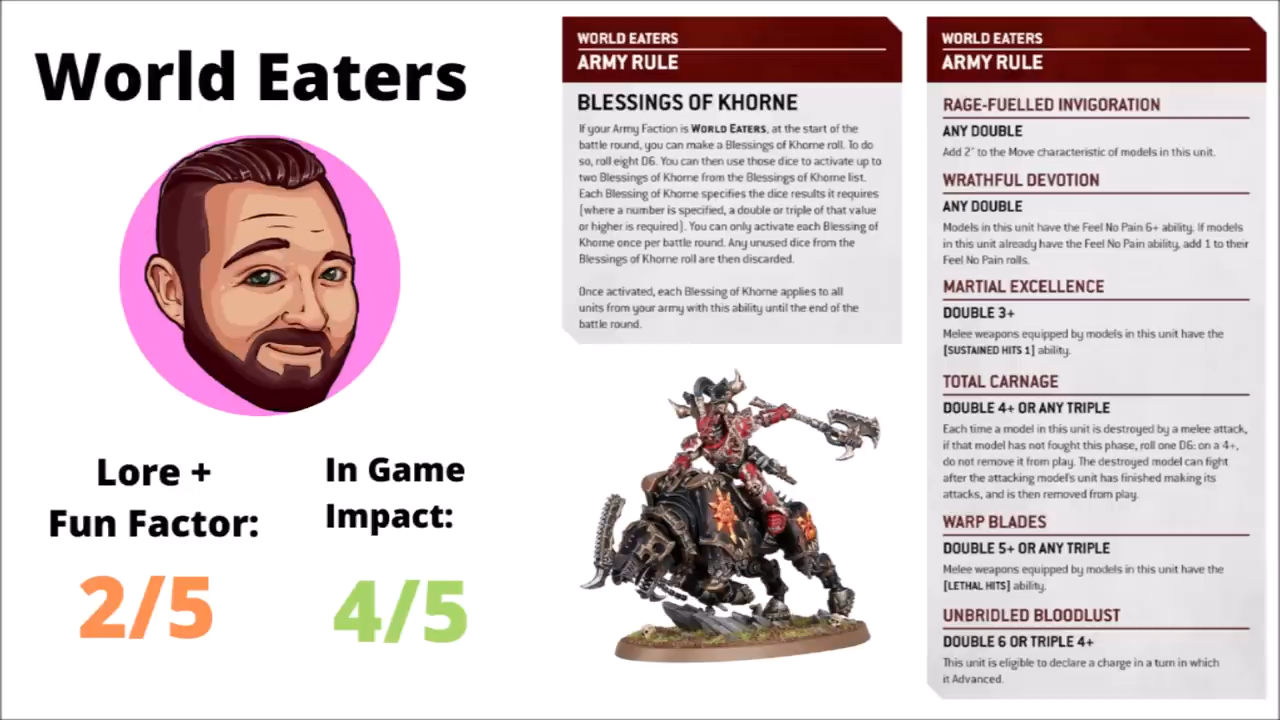 World Eaters
Lore +
Fun Factor:
2/5
In Game
Impact:
4/5
WORLD EATERS
ARMY RULE
BLESSINGS OF KHORNE
If your Army Faction is WORLD EATERS, at the start of the
battle round, you can make a Blessings of Khorne roll. To do
so, roll eight D6. You can then use those dice to activate up to
two Blessings of Khorne from the Blessings of Khorne list.
Each Blessing of Khorne specifies the dice results it requires
[where a number is specified, a double or triple of that value
or higher is required]. You can only activate each Blessing of
Khorne once per battle round. Any unused dice from the
Blessings of Khorne roll are then discarded.
Once activated, each Blessing of Khorne applies to all
units from your army with this ability until the end of the
battle round.
WORLD EATERS
ARMY RULE
RAGE-FUELLED INVIGORATION
ANY DOUBLE
Add 2" to the Move characteristic of models in this unit.
WRATHFUL DEVOTION
ANY DOUBLE
Models in this unit have the Feel No Pain 6+ ability. If models
in this unit already have the Feel No Pain ability, add 1 to their
Feel No Pain rolls.
MARTIAL EXCELLENCE
DOUBLE 3+
Melee weapons equipped by models in this unit have the
[SUSTAINED HITS 1] ability.
TOTAL CARNAGE
DOUBLE 4+ OR ANY TRIPLE
Each time a model in this unit is destroyed by a melee attack,
if that model has not fought this phase, roll one D6: on a 4+,
do not remove it from play. The destroyed model can fight
after the attacking model's unit has finished making its
attacks, and is then removed from play.
WARP BLADES
DOUBLE 5+ OR ANY TRIPLE
Melee weapons equipped by models in this unit have the
[LETHAL HITS] ability.
UNBRIDLED BLOODLUST
DOUBLE 6 OR TRIPLE 4+
This unit is eligible to declare a charge in a turn in which
it Advanced.